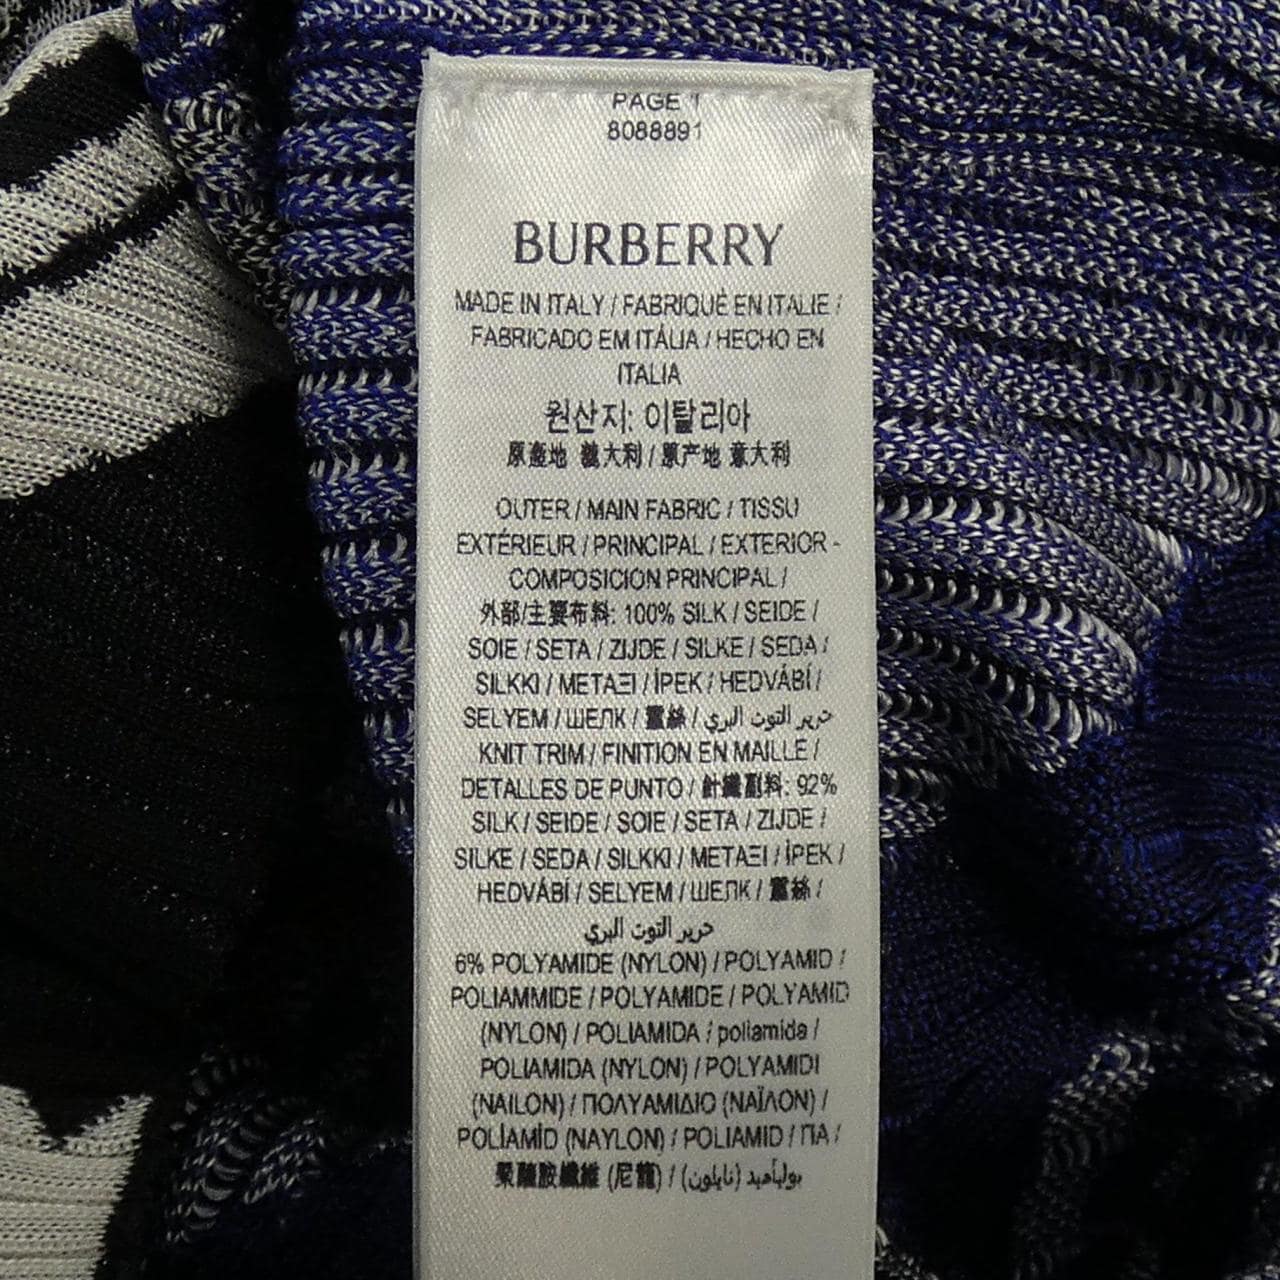 PAGE 1
8088891
BURBERRY
MADE IN ITALY / FABRIQUÉ EN ITALIE /
FABRICADO EM ITÁLIA / HECHO EN
ITALIA
원산지: 이탈리아
原產地 義大利 / 原产地 意大利
OUTER / MAIN FABRIC / TISSU
EXTÉRIEUR / PRINCIPAL / EXTERIOR -
COMPOSICIÓN PRINCIPAL /
外部/主要布料: 100% SILK / SEIDE /
SOIE / SETA / ZIJDE / SILKE / SEDA /
SILKKI / ΜΕΤΑΞΙ / İPEK / HEDVÁBÍ /
SELYEM / ШЕЛК / 蠶絲 / حرير التوت البري
KNIT TRIM / FINITION EN MAILLE /
DETALLES DE PUNTO / 針織副料: 92%
SILK / SEIDE / SOIE / SETA / ZIJDE /
SILKE / SEDA / SILKKI / ΜΕΤΑΞΙ / İPEK /
HEDVÁBÍ / SELYEM / ШЕЛК / 蠶絲 /
حرير التوت البري
6% POLYAMIDE (NYLON) / POLYAMID /
POLIAMMIDE / POLYAMIDE / POLYAMID
(NYLON) / POLIAMIDA / poliamida /
POLIAMIDA (NYLON) / POLYAMIDI
(NAILON) / ΠΟΛΥΑΜΙΔΙΟ (ΝΑΪΛΟΝ) /
POLİAMİD (NAYLON) / POLIAMID / ПА /
聚醯胺纖維 (尼龍) / بولياميد (نايلون)